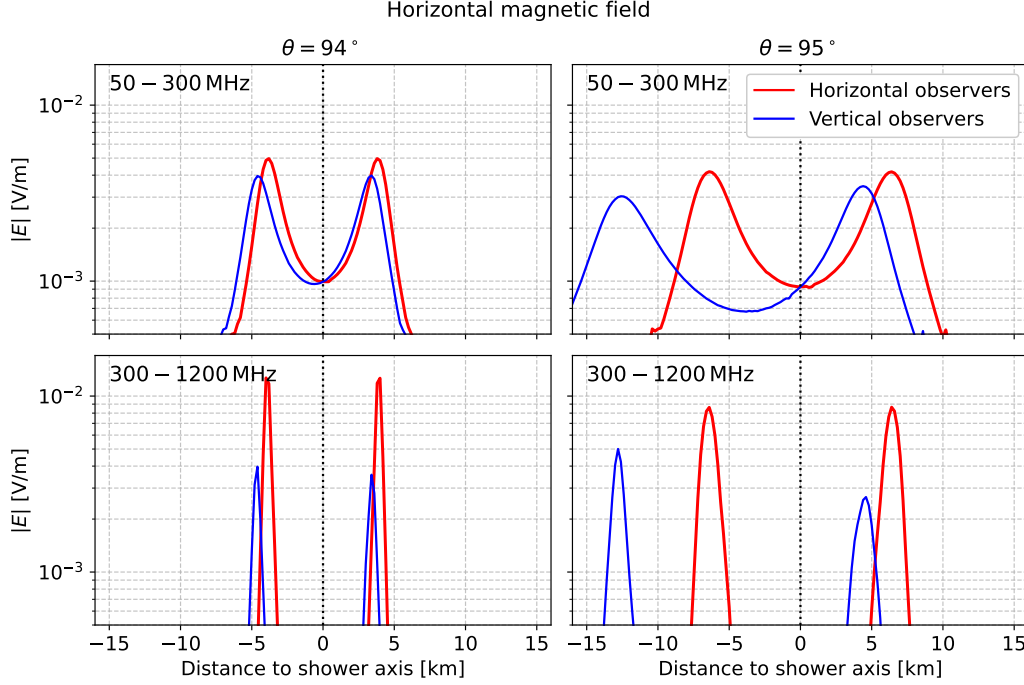 Horizontal magnetic field
θ = 94°
θ = 95°
50 − 300 MHz
50 − 300 MHz
Horizontal observers
Vertical observers
10⁻²
10⁻³
|E| [V/m]
300 − 1200 MHz
300 − 1200 MHz
10⁻²
10⁻³
|E| [V/m]
−15 −10 −5 0 5 10 15
−15 −10 −5 0 5 10 15
Distance to shower axis [km]
Distance to shower axis [km]